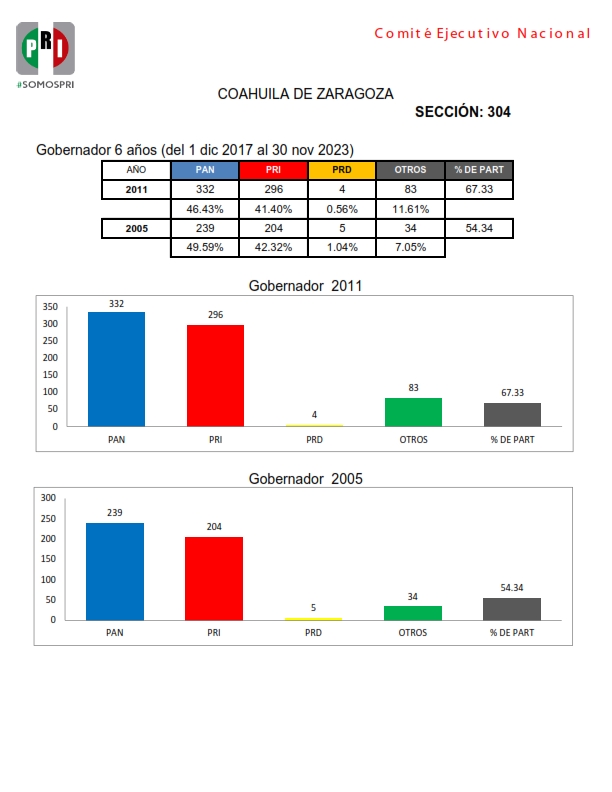 Comité Ejecutivo Nacional
PRI
#SOMOSPRI
COAHUILA DE ZARAGOZA
SECCIÓN: 304
Gobernador 6 años (del 1 dic 2017 al 30 nov 2023)
AÑO PAN PRI PRD OTROS % DE PART
2011 332 296 4 83 67.33
46.43% 41.40% 0.56% 11.61%
2005 239 204 5 34 54.34
49.59% 42.32% 1.04% 7.05%
Gobernador 2011
350
300
250
200
150
100
50
0
332
296
4
83
67.33
PAN PRI PRD OTROS % DE PART
Gobernador 2005
300
250
200
150
100
50
0
239
204
5
34
54.34
PAN PRI PRD OTROS % DE PART